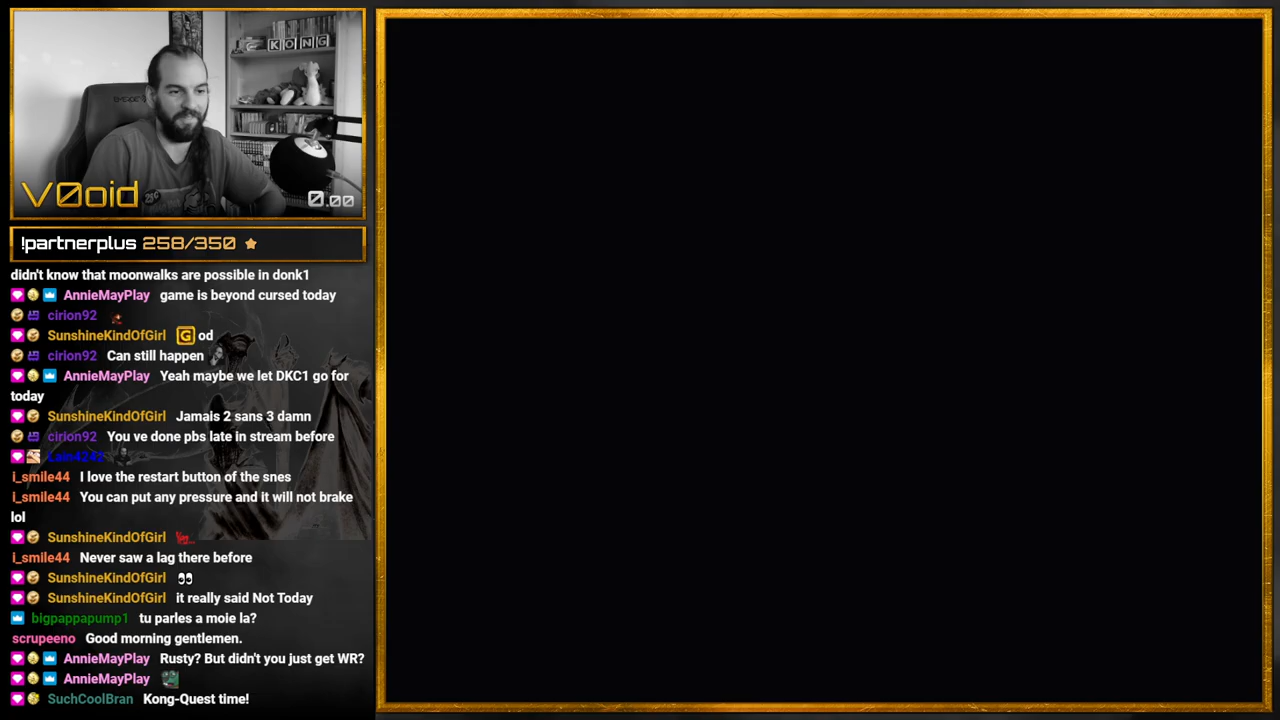 KONG
V0oid
0.00
!partnerplus 258/350
didn't know that moonwalks are possible in donk1
AnnieMayPlay game is beyond cursed today
cirion92
SunshineKindOfGirl G od
cirion92 Can still happen
AnnieMayPlay Yeah maybe we let DKC1 go for
today
SunshineKindOfGirl Jamais 2 sans 3 damn
cirion92 You ve done pbs late in stream before
Lain4242
i_smile44 I love the restart button of the snes
i_smile44 You can put any pressure and it will not brake
lol
SunshineKindOfGirl
i_smile44 Never saw a lag there before
SunshineKindOfGirl
SunshineKindOfGirl it really said Not Today
bigpappapump1 tu parles a moie la?
scrupeeno Good morning gentlemen.
AnnieMayPlay Rusty? But didn't you just get WR?
AnnieMayPlay
SuchCoolBran Kong-Quest time!